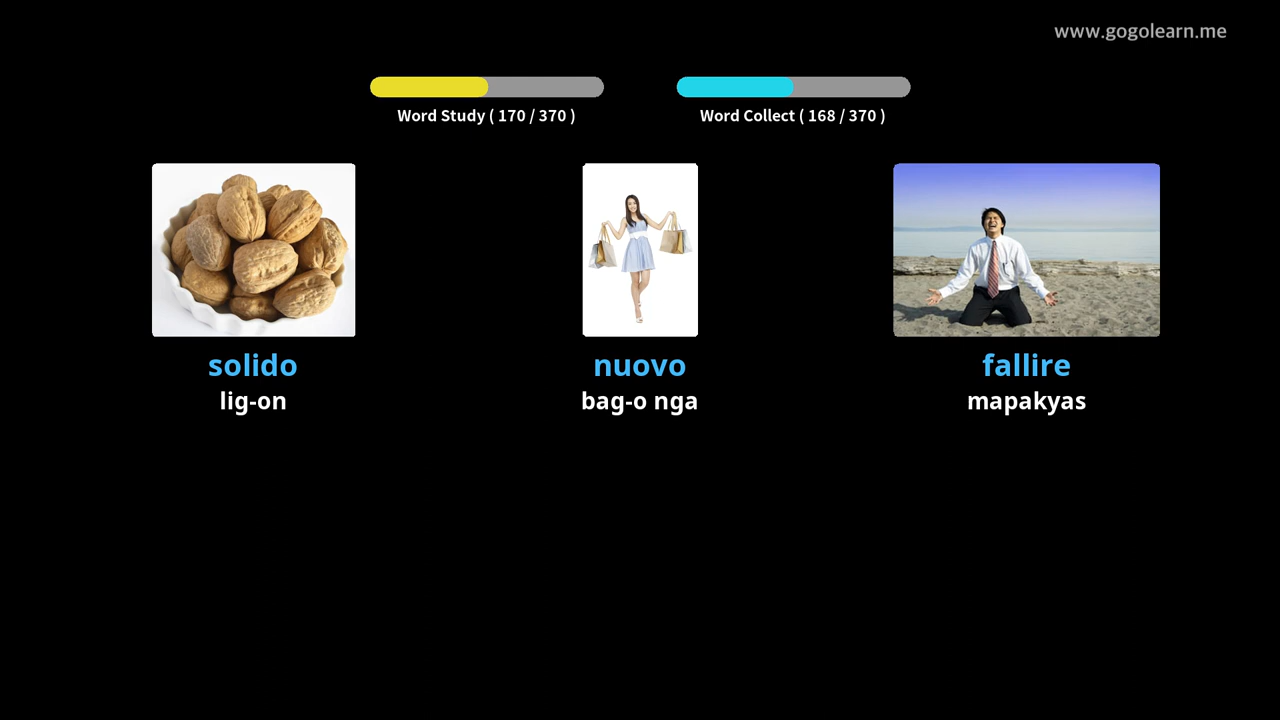 www.gogolearn.me
Word Study ( 170 / 370 )
Word Collect ( 168 / 370 )
solido
lig-on
nuovo
bag-o nga
fallire
mapakyas